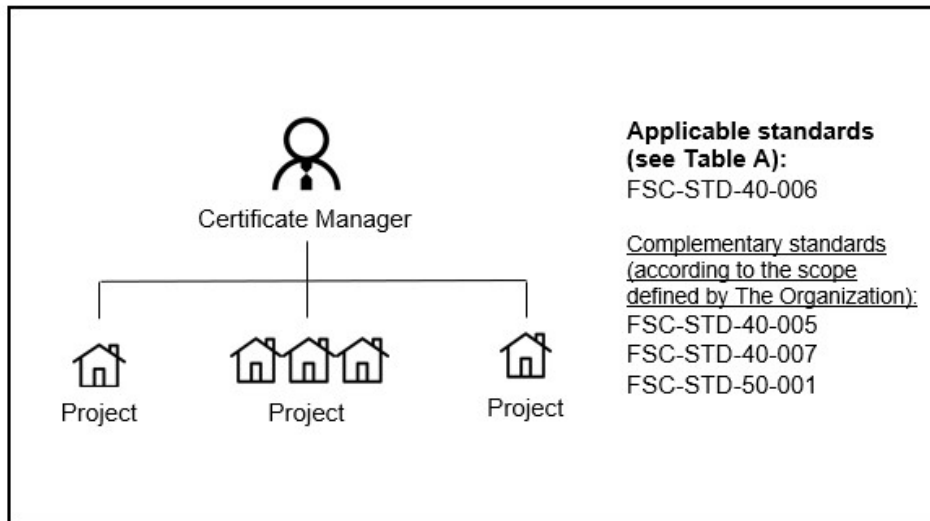 Applicable standards
(see Table A):
FSC-STD-40-006
Certificate Manager
Complementary standards
(according to the scope
defined by The Organization):
FSC-STD-40-005
FSC-STD-40-007
FSC-STD-50-001
Project
Project
Project